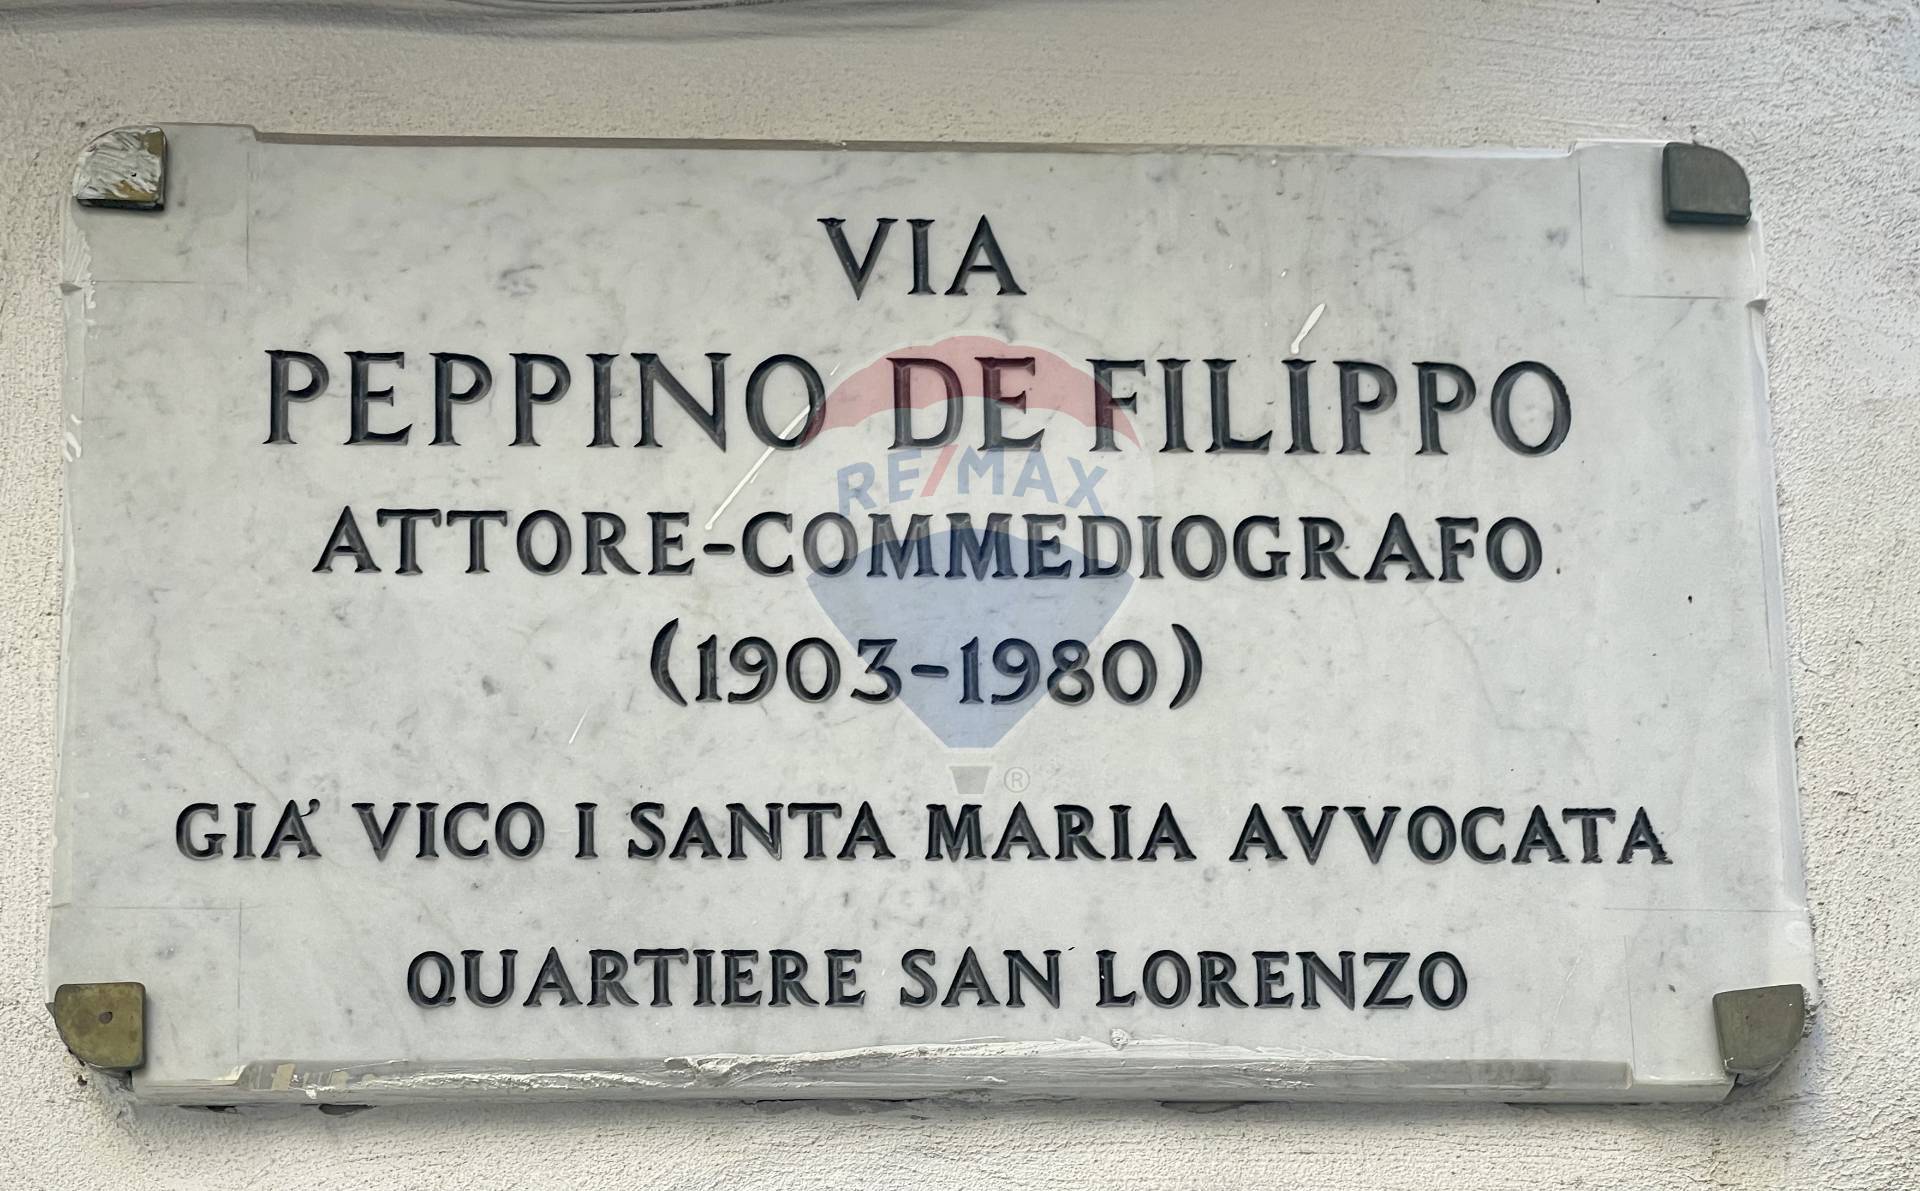 VIA
PEPPINO DE FILIPPO
RE/MAX
ATTORE-COMMEDIOGRAFO
(1903-1980)
®
GIA' VICO I SANTA MARIA AVVOCATA
QUARTIERE SAN LORENZO